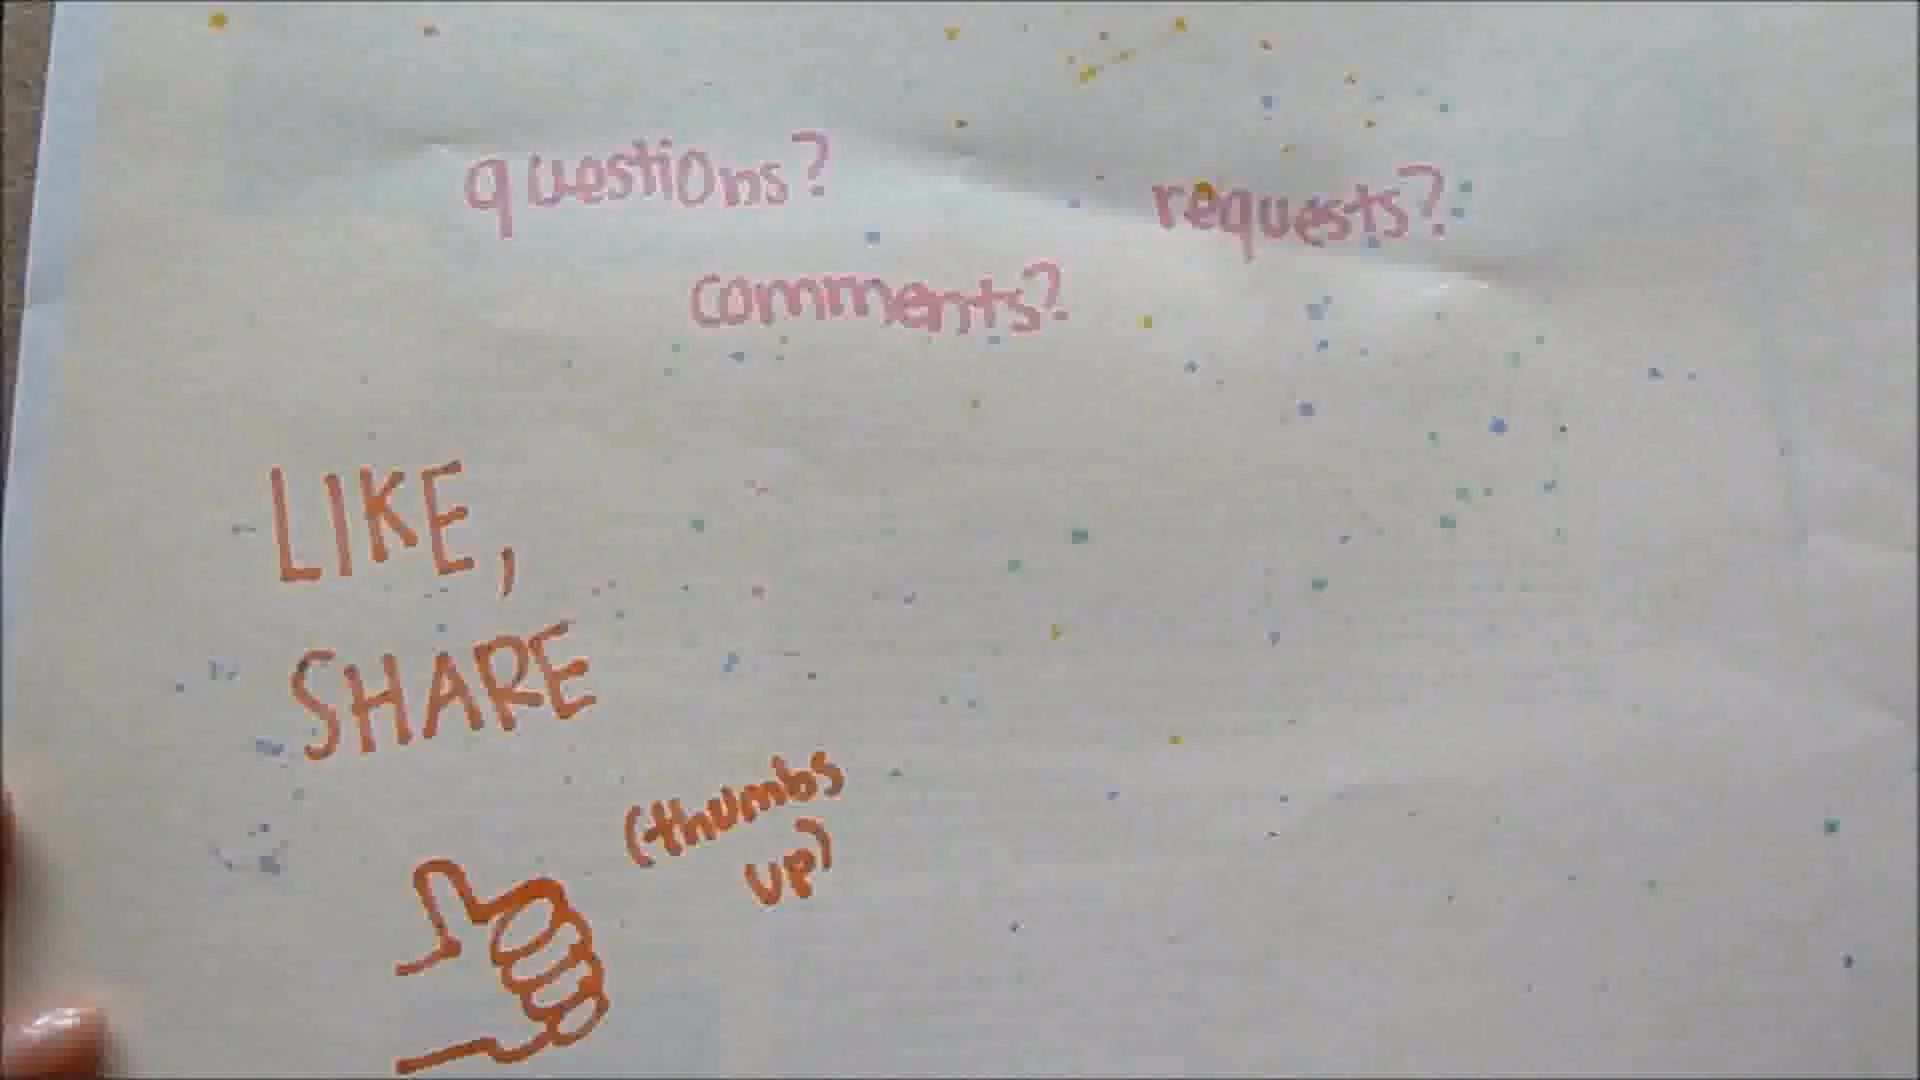 questions?
requests?
comments?
LIKE,
SHARE
(thumbs
up)